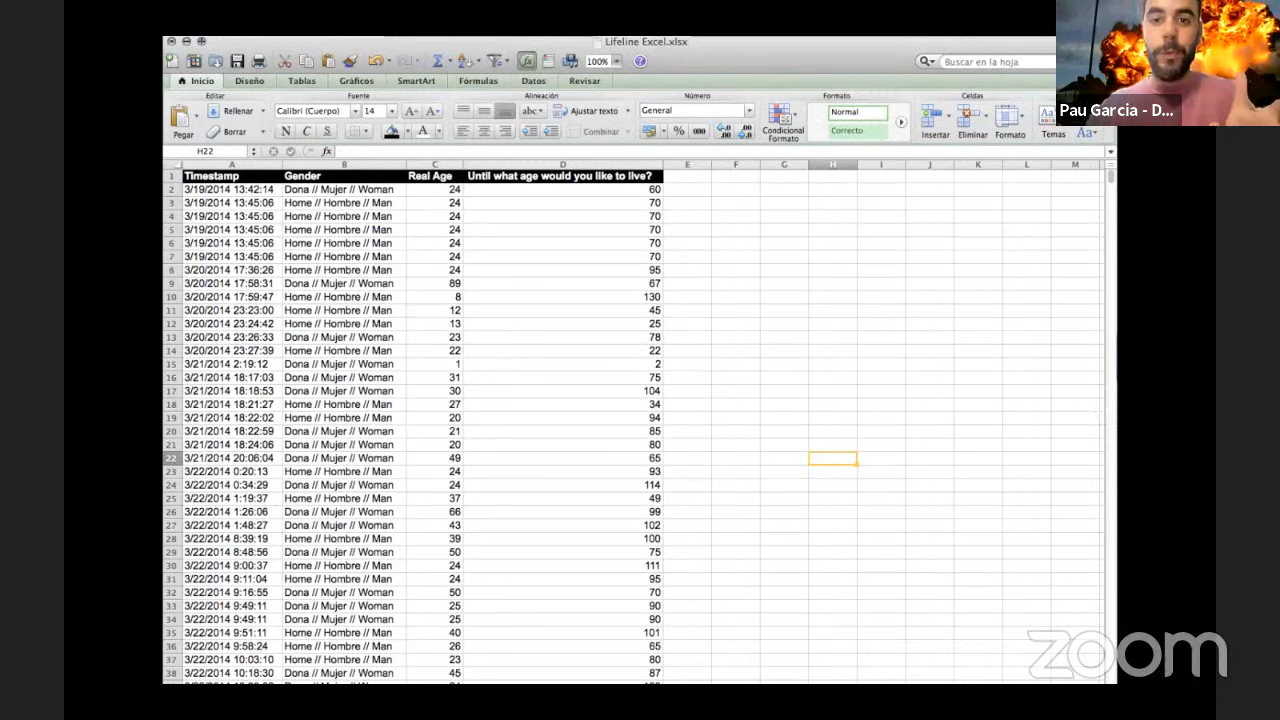 Lifeline Excel.xlsx
100%
Buscar en la hoja
Inicio Diseño Tablas Gráficos SmartArt Fórmulas Datos Revisar
Editar Fuente Alineación Número Formato Celdas
Rellenar Calibri (Cuerpo) 14 abc Ajustar texto General Normal
Pegar Borrar N C S A Combinar % 000 Condicional Formato Correcto Insertar Eliminar Formato Temas Aa
Pau Garcia - D...
H22 fx
A B C D E F G H I J K L M
1 Timestamp Gender Real Age Until what age would you like to live?
2 3/19/2014 13:42:14 Dona // Mujer // Woman 24 60
3 3/19/2014 13:45:06 Home // Hombre // Man 24 70
4 3/19/2014 13:45:06 Home // Hombre // Man 24 70
5 3/19/2014 13:45:06 Home // Hombre // Man 24 70
6 3/19/2014 13:45:06 Home // Hombre // Man 24 70
7 3/19/2014 13:45:06 Home // Hombre // Man 24 70
8 3/20/2014 17:36:26 Home // Hombre // Man 24 95
9 3/20/2014 17:58:31 Dona // Mujer // Woman 89 67
10 3/20/2014 17:59:47 Home // Hombre // Man 8 130
11 3/20/2014 23:23:00 Home // Hombre // Man 12 45
12 3/20/2014 23:24:42 Home // Hombre // Man 13 25
13 3/20/2014 23:26:33 Dona // Mujer // Woman 23 78
14 3/20/2014 23:27:39 Home // Hombre // Man 22 22
15 3/21/2014 2:19:12 Dona // Mujer // Woman 1 2
16 3/21/2014 18:17:03 Dona // Mujer // Woman 31 75
17 3/21/2014 18:18:53 Dona // Mujer // Woman 30 104
18 3/21/2014 18:21:27 Home // Hombre // Man 27 34
19 3/21/2014 18:22:02 Home // Hombre // Man 20 94
20 3/21/2014 18:22:59 Dona // Mujer // Woman 21 85
21 3/21/2014 18:24:06 Dona // Mujer // Woman 20 80
22 3/21/2014 20:06:04 Dona // Mujer // Woman 49 65
23 3/22/2014 0:20:13 Home // Hombre // Man 24 93
24 3/22/2014 0:34:29 Dona // Mujer // Woman 24 114
25 3/22/2014 1:19:37 Home // Hombre // Man 37 49
26 3/22/2014 1:26:06 Dona // Mujer // Woman 66 99
27 3/22/2014 1:48:27 Dona // Mujer // Woman 43 102
28 3/22/2014 8:39:19 Home // Hombre // Man 39 100
29 3/22/2014 8:48:56 Dona // Mujer // Woman 50 75
30 3/22/2014 9:00:37 Home // Hombre // Man 24 111
31 3/22/2014 9:11:04 Home // Hombre // Man 24 95
32 3/22/2014 9:16:55 Dona // Mujer // Woman 50 70
33 3/22/2014 9:49:11 Dona // Mujer // Woman 25 90
34 3/22/2014 9:49:11 Dona // Mujer // Woman 25 90
35 3/22/2014 9:51:11 Home // Hombre // Man 40 101
36 3/22/2014 9:58:24 Home // Hombre // Man 26 65
37 3/22/2014 10:03:10 Home // Hombre // Man 23 80
38 3/22/2014 10:18:30 Dona // Mujer // Woman 45 87
zoom